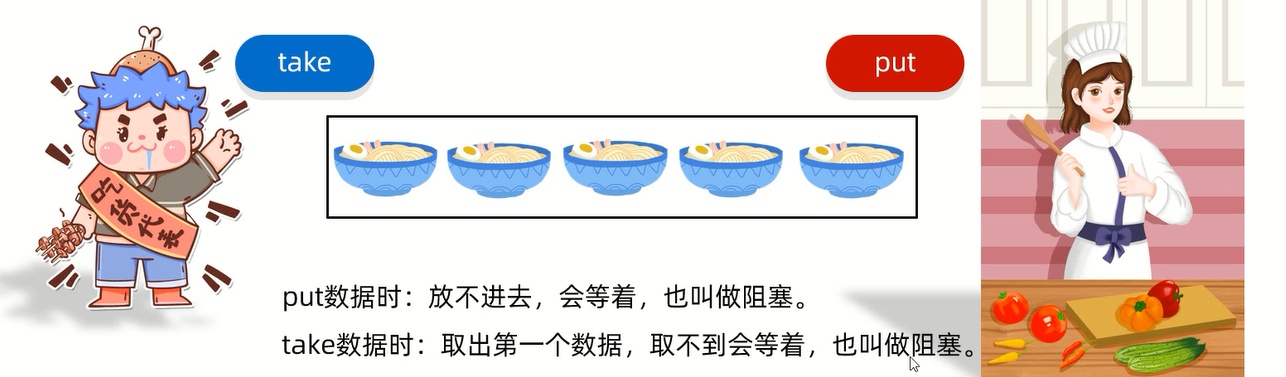 take
put
吃货代表
put数据时：放不进去，会等着，也叫做阻塞。
take数据时：取出第一个数据，取不到会等着，也叫做阻塞。